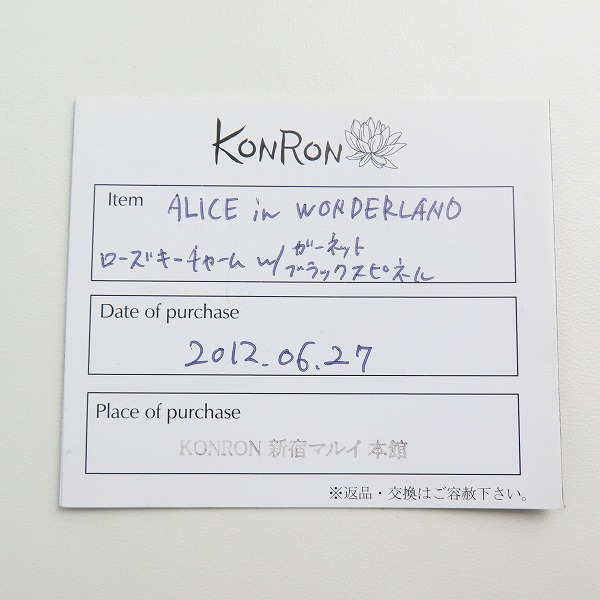 KONRON
Item ALICE in WONDERLAND
ローズキーチャーム w/ ガーネット
ブラックスピネル
Date of purchase
2012.06.27
Place of purchase
KONRON 新宿マルイ 本館
※返品・交換はご容赦下さい。